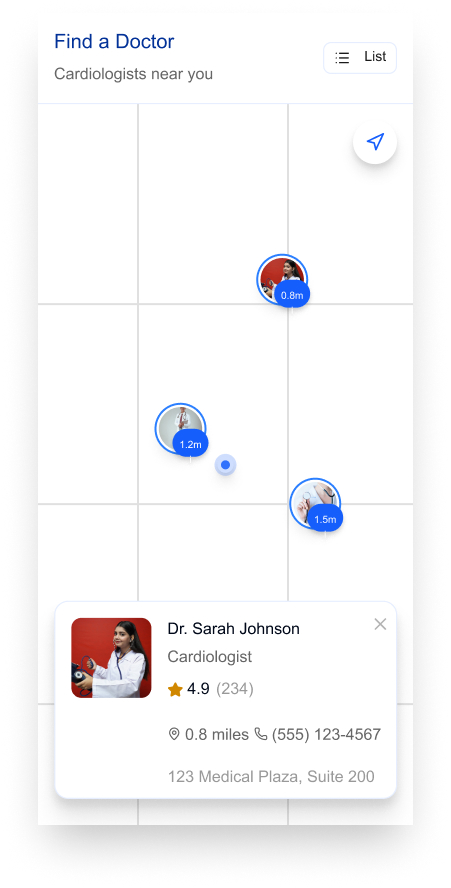 Find a Doctor
Cardiologists near you
List
0.8m
1.2m
1.5m
Dr. Sarah Johnson
Cardiologist
4.9 (234)
0.8 miles (555) 123-4567
123 Medical Plaza, Suite 200